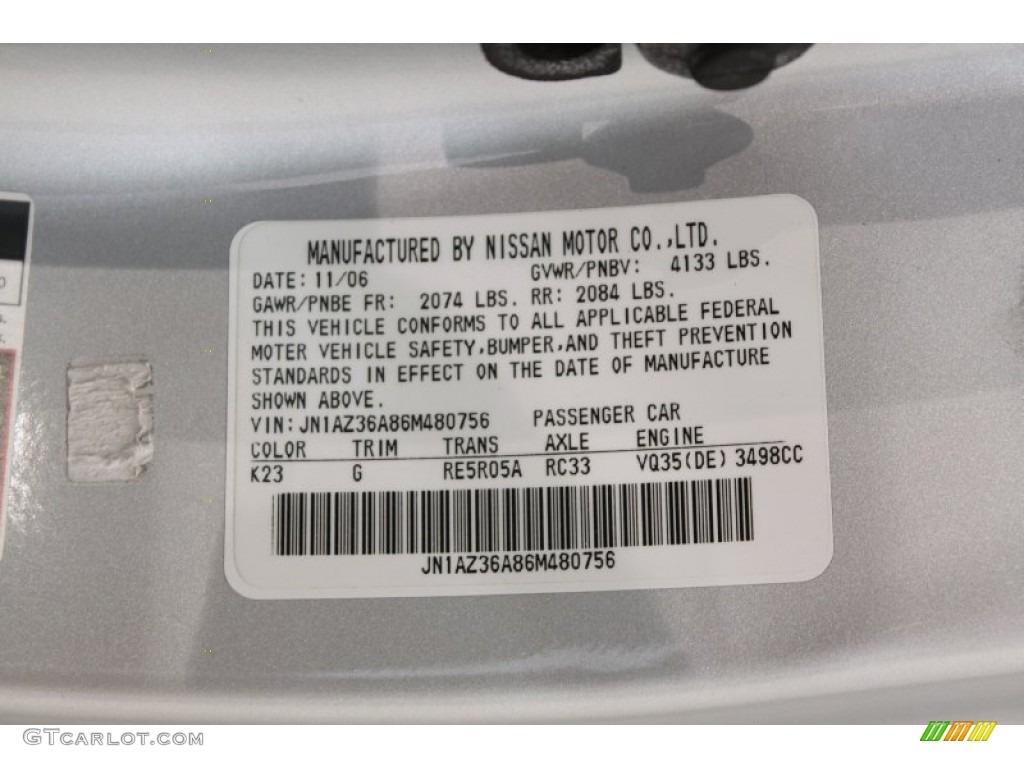 MANUFACTURED BY NISSAN MOTOR CO.,LTD.
DATE: 11/06 GVWR/PNBV: 4133 LBS.
GAWR/PNBE FR: 2074 LBS. RR: 2084 LBS.
THIS VEHICLE CONFORMS TO ALL APPLICABLE FEDERAL
MOTER VEHICLE SAFETY,BUMPER,AND THEFT PREVENTION
STANDARDS IN EFFECT ON THE DATE OF MANUFACTURE
SHOWN ABOVE.
VIN:JN1AZ36A86M480756 PASSENGER CAR
COLOR TRIM TRANS AXLE ENGINE
K23 G RE5R05A RC33 VQ35(DE) 3498CC
JN1AZ36A86M480756
GTCARLOT.COM